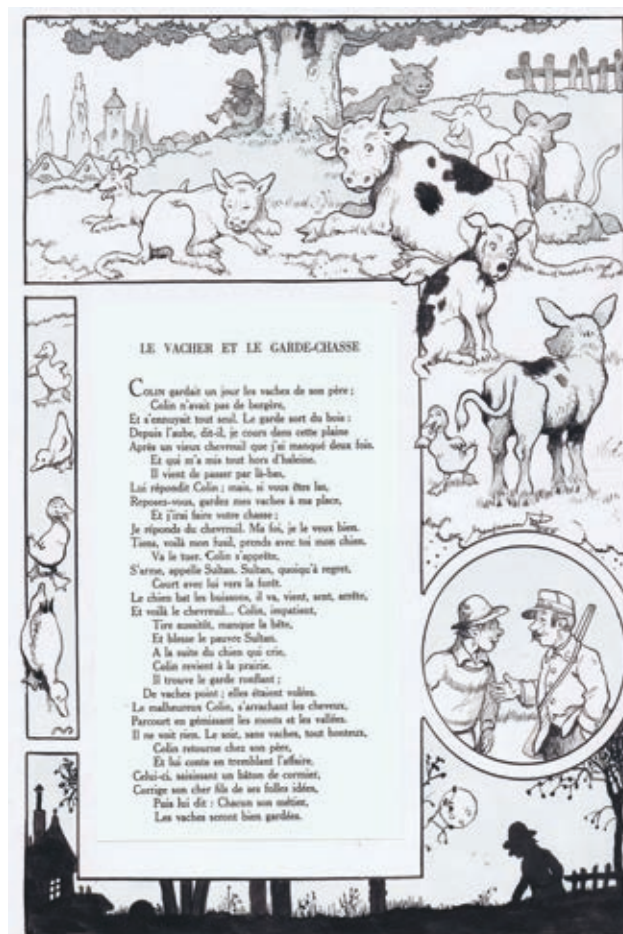 LE VACHER ET LE GARDE-CHASSE
COLIN gardait un jour les vaches de son père ;
Colin n'avait pas de bergère,
Et s'ennuyait tout seul. Le garde sort du bois :
Depuis l'aube, dit-il, je cours dans cette plaine
Après un vieux chevreuil que j'ai manqué deux fois.
Et qui m'a mis tout hors d'haleine.
Il vient de passer par là-bas,
Lui répondit Colin ; mais, si vous êtes las,
Reposez-vous, gardez mes vaches à ma place,
Et j'irai faire votre chasse ;
Je réponds du chevreuil. Ma foi, je le veux bien.
Tiens, voilà mon fusil, prends avec toi mon chien.
Va le tuer. Colin s'apprête,
S'arme, appelle Sultan. Sultan, quoiqu'à regret,
Court avec lui vers la forêt.
Le chien bat les buissons, il va, vient, sent, arrête,
Et voilà le chevreuil... Colin, impatient,
Tire aussitôt, manque la bête,
Et blesse le pauvre Sultan.
A la suite du chien qui crie,
Colin revient à la prairie.
Il trouve le garde ronflant ;
De vaches point ; elles étaient volées.
Le malheureux Colin, s'arrachant les cheveux,
Parcourt en gémissant les monts et les vallées.
Il ne voit rien. Le soir, sans vaches, tout honteux,
Colin retourne chez son père,
Et lui conte en tremblant l'affaire.
Celui-ci, saisissant un bâton de cormier,
Corrige son cher fils de ses folles idées,
Puis lui dit : Chacun son métier,
Les vaches seront bien gardées.